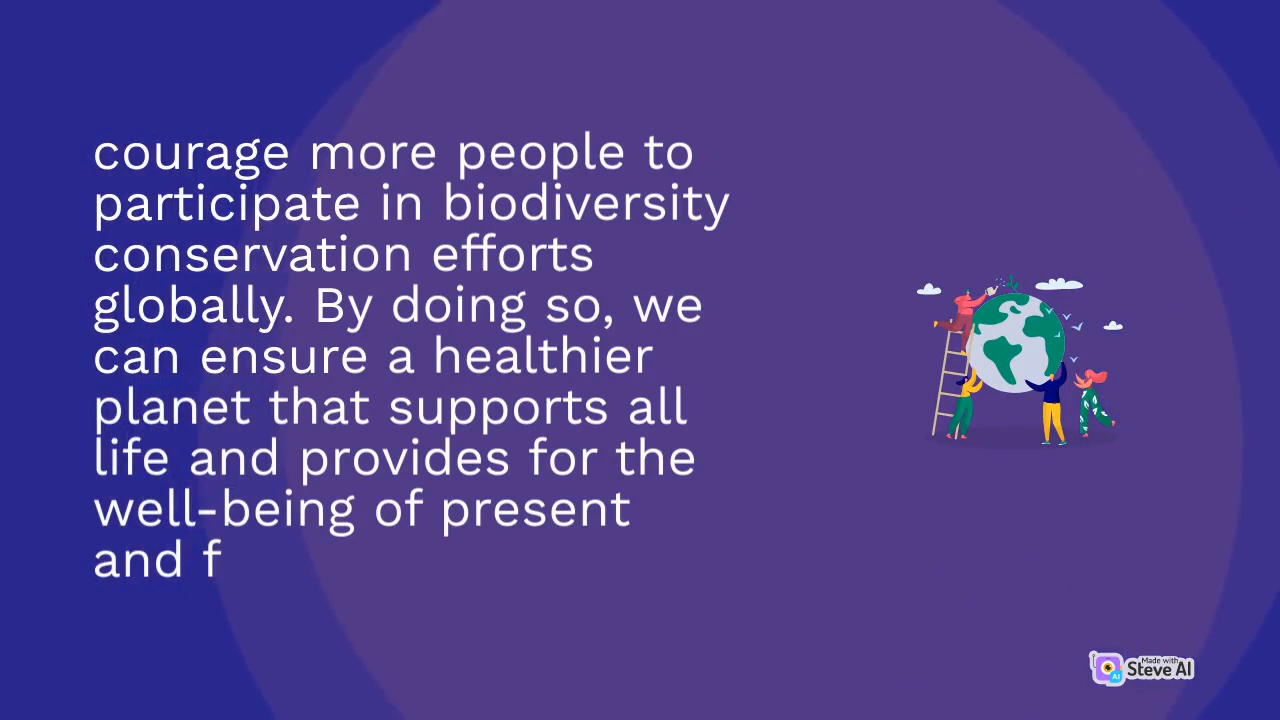 courage more people to
participate in biodiversity
conservation efforts
globally. By doing so, we
can ensure a healthier
planet that supports all
life and provides for the
well-being of present
and f
Made with
Steve AI
AI